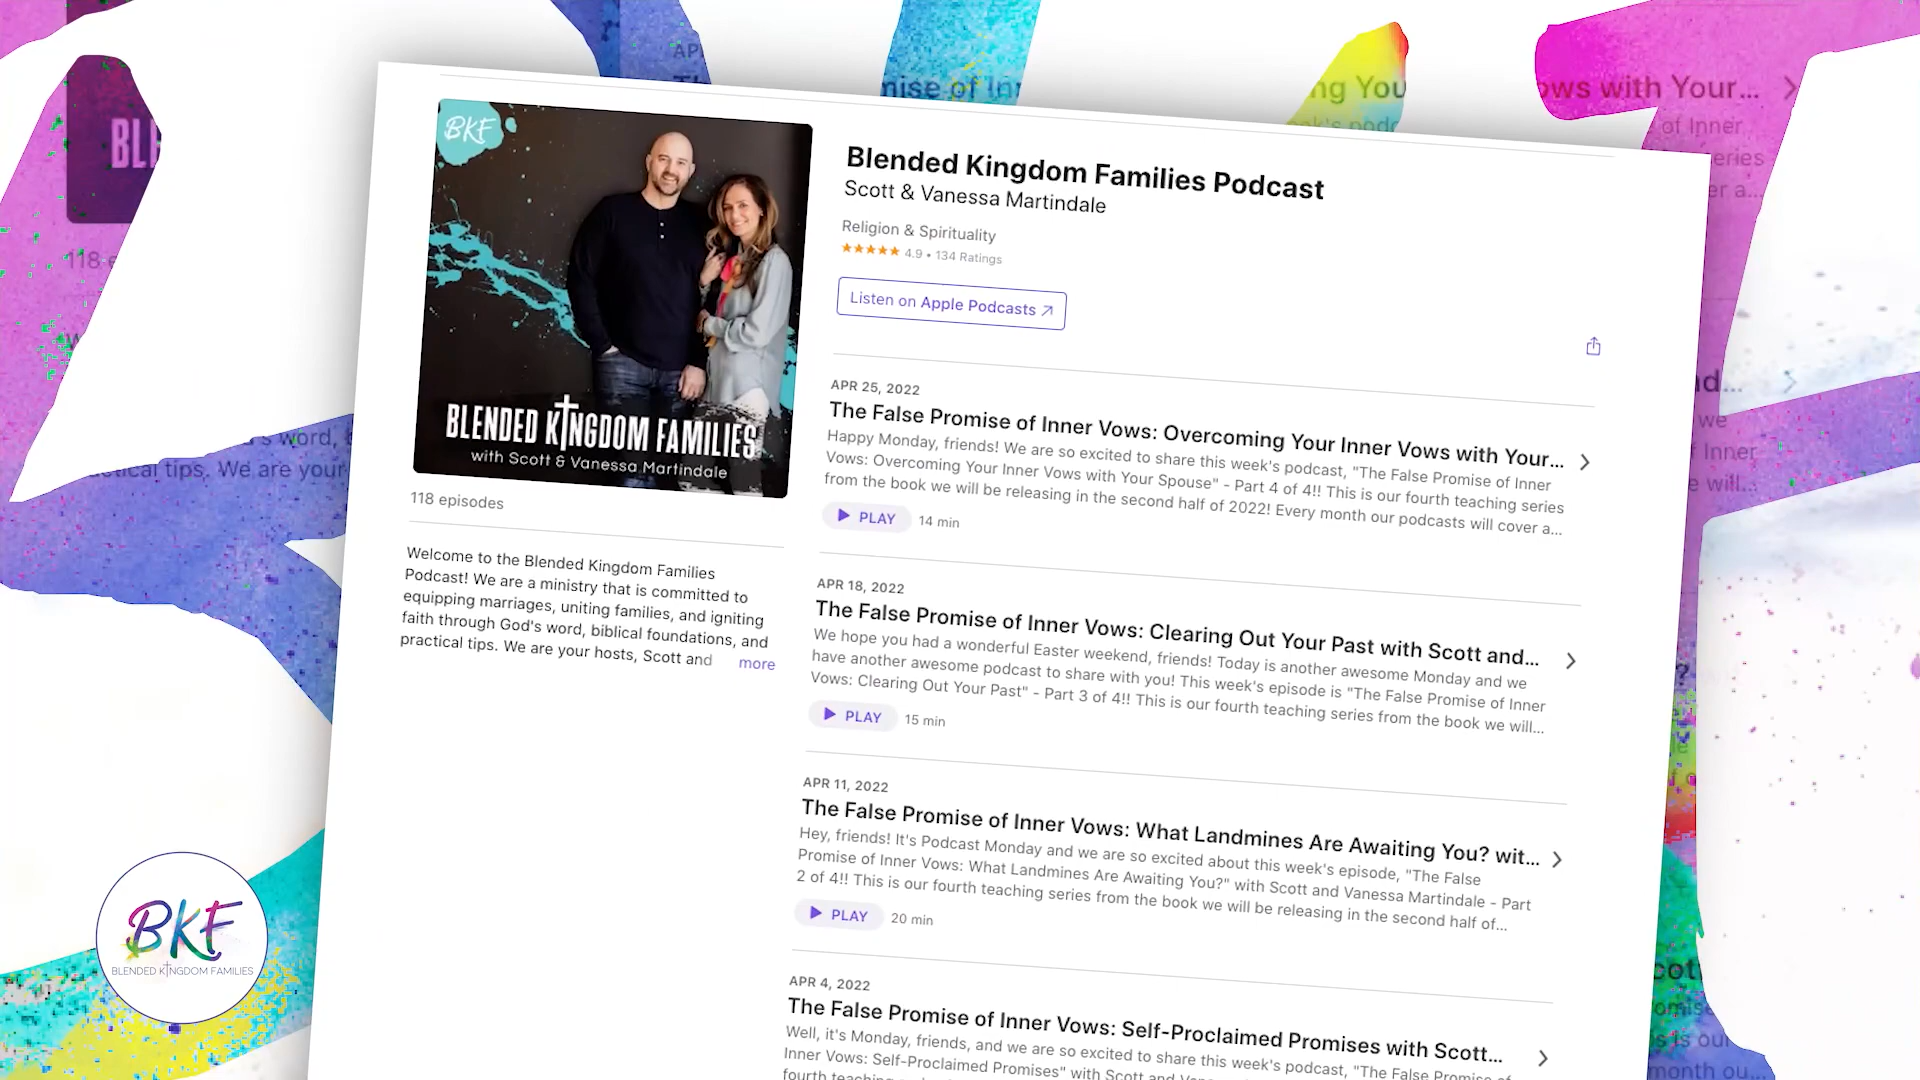 BKF
BLENDED KINGDOM FAMILIES
with Scott & Vanessa Martindale
118 episodes
Welcome to the Blended Kingdom Families
Podcast! We are a ministry that is committed to
equipping marriages, uniting families, and igniting
faith through God's word, biblical foundations, and
practical tips. We are your hosts, Scott and more
Blended Kingdom Families Podcast
Scott & Vanessa Martindale
Religion & Spirituality
★★★★★ 4.9 • 134 Ratings
Listen on Apple Podcasts
APR 25, 2022
The False Promise of Inner Vows: Overcoming Your Inner Vows with Your...
Happy Monday, friends! We are so excited to share this week's podcast, "The False Promise of Inner
Vows: Overcoming Your Inner Vows with Your Spouse" - Part 4 of 4!! This is our fourth teaching series
from the book we will be releasing in the second half of 2022! Every month our podcasts will cover a...
PLAY 14 min
APR 18, 2022
The False Promise of Inner Vows: Clearing Out Your Past with Scott and...
We hope you had a wonderful Easter weekend, friends! Today is another awesome Monday and we
have another awesome podcast to share with you! This week's episode is "The False Promise of Inner
Vows: Clearing Out Your Past" - Part 3 of 4!! This is our fourth teaching series from the book we will...
PLAY 15 min
APR 11, 2022
The False Promise of Inner Vows: What Landmines Are Awaiting You? wit...
Hey, friends! It's Podcast Monday and we are so excited about this week's episode, "The False
Promise of Inner Vows: What Landmines Are Awaiting You?" with Scott and Vanessa Martindale - Part
2 of 4!! This is our fourth teaching series from the book we will be releasing in the second half of...
PLAY 20 min
APR 4, 2022
The False Promise of Inner Vows: Self-Proclaimed Promises with Scott...
Well, it's Monday, friends, and we are so excited to share this week's podcast, "The False Promise of
Inner Vows: Self-Proclaimed Promises" with Scott and
fourth teaching
BKF
BLENDED KINGDOM FAMILIES